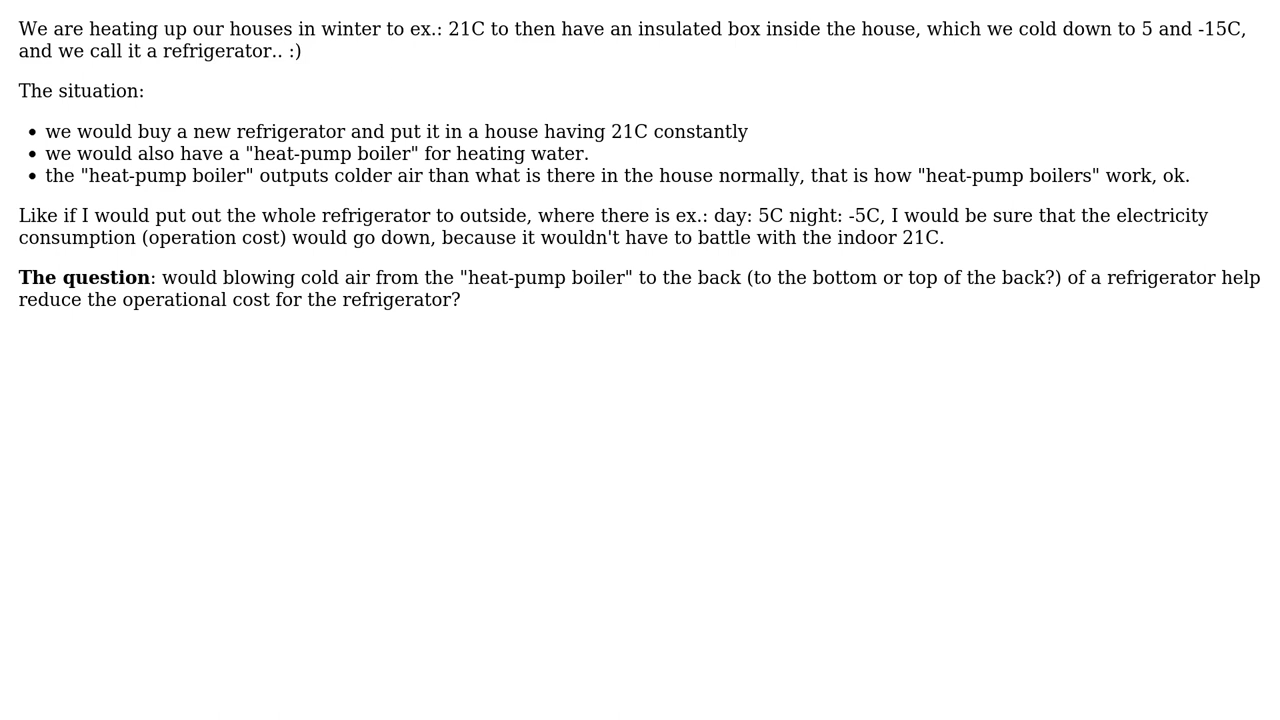 We are heating up our houses in winter to ex.: 21C to then have an insulated box inside the house, which we cold down to 5 and -15C,
and we call it a refrigerator.. :)
The situation:
• we would buy a new refrigerator and put it in a house having 21C constantly
• we would also have a "heat-pump boiler" for heating water.
• the "heat-pump boiler" outputs colder air than what is there in the house normally, that is how "heat-pump boilers" work, ok.
Like if I would put out the whole refrigerator to outside, where there is ex.: day: 5C night: -5C, I would be sure that the electricity
consumption (operation cost) would go down, because it wouldn't have to battle with the indoor 21C.
The question: would blowing cold air from the "heat-pump boiler" to the back (to the bottom or top of the back?) of a refrigerator help
reduce the operational cost for the refrigerator?